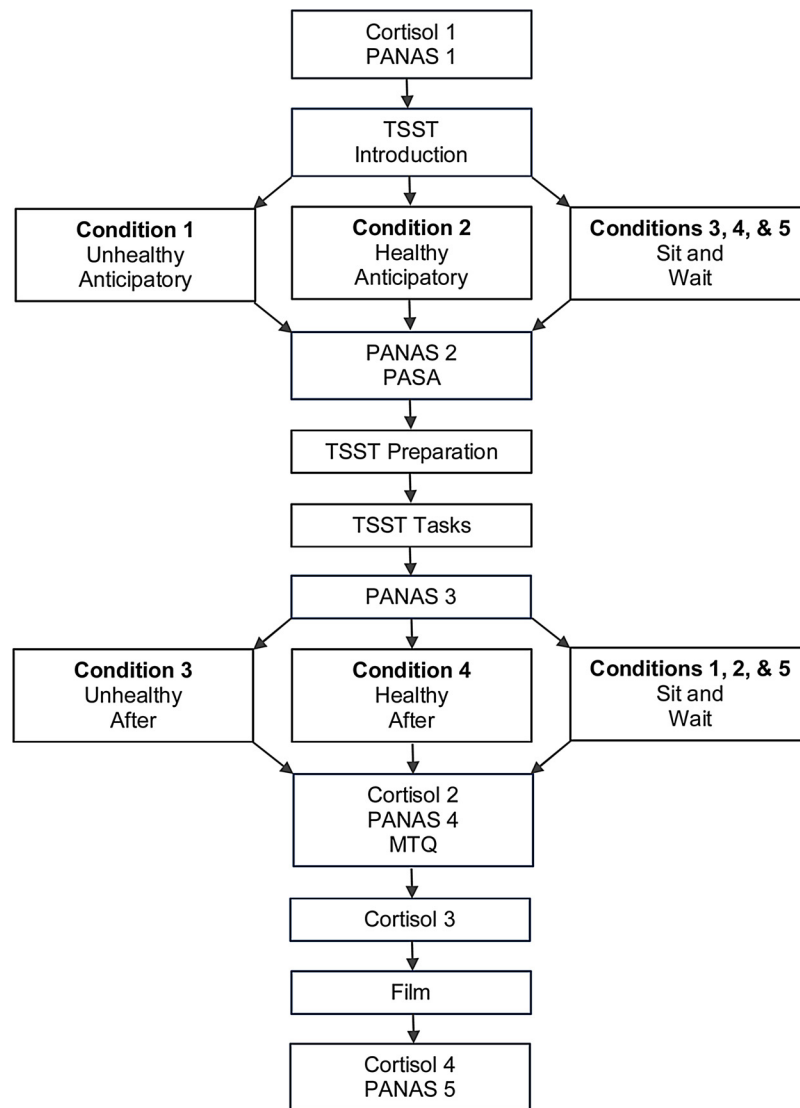 Cortisol 1
PANAS 1
TSST
Introduction
Condition 1
Unhealthy
Anticipatory
Condition 2
Healthy
Anticipatory
Conditions 3, 4, & 5
Sit and
Wait
PANAS 2
PASA
TSST Preparation
TSST Tasks
PANAS 3
Condition 3
Unhealthy
After
Condition 4
Healthy
After
Conditions 1, 2, & 5
Sit and
Wait
Cortisol 2
PANAS 4
MTQ
Cortisol 3
Film
Cortisol 4
PANAS 5